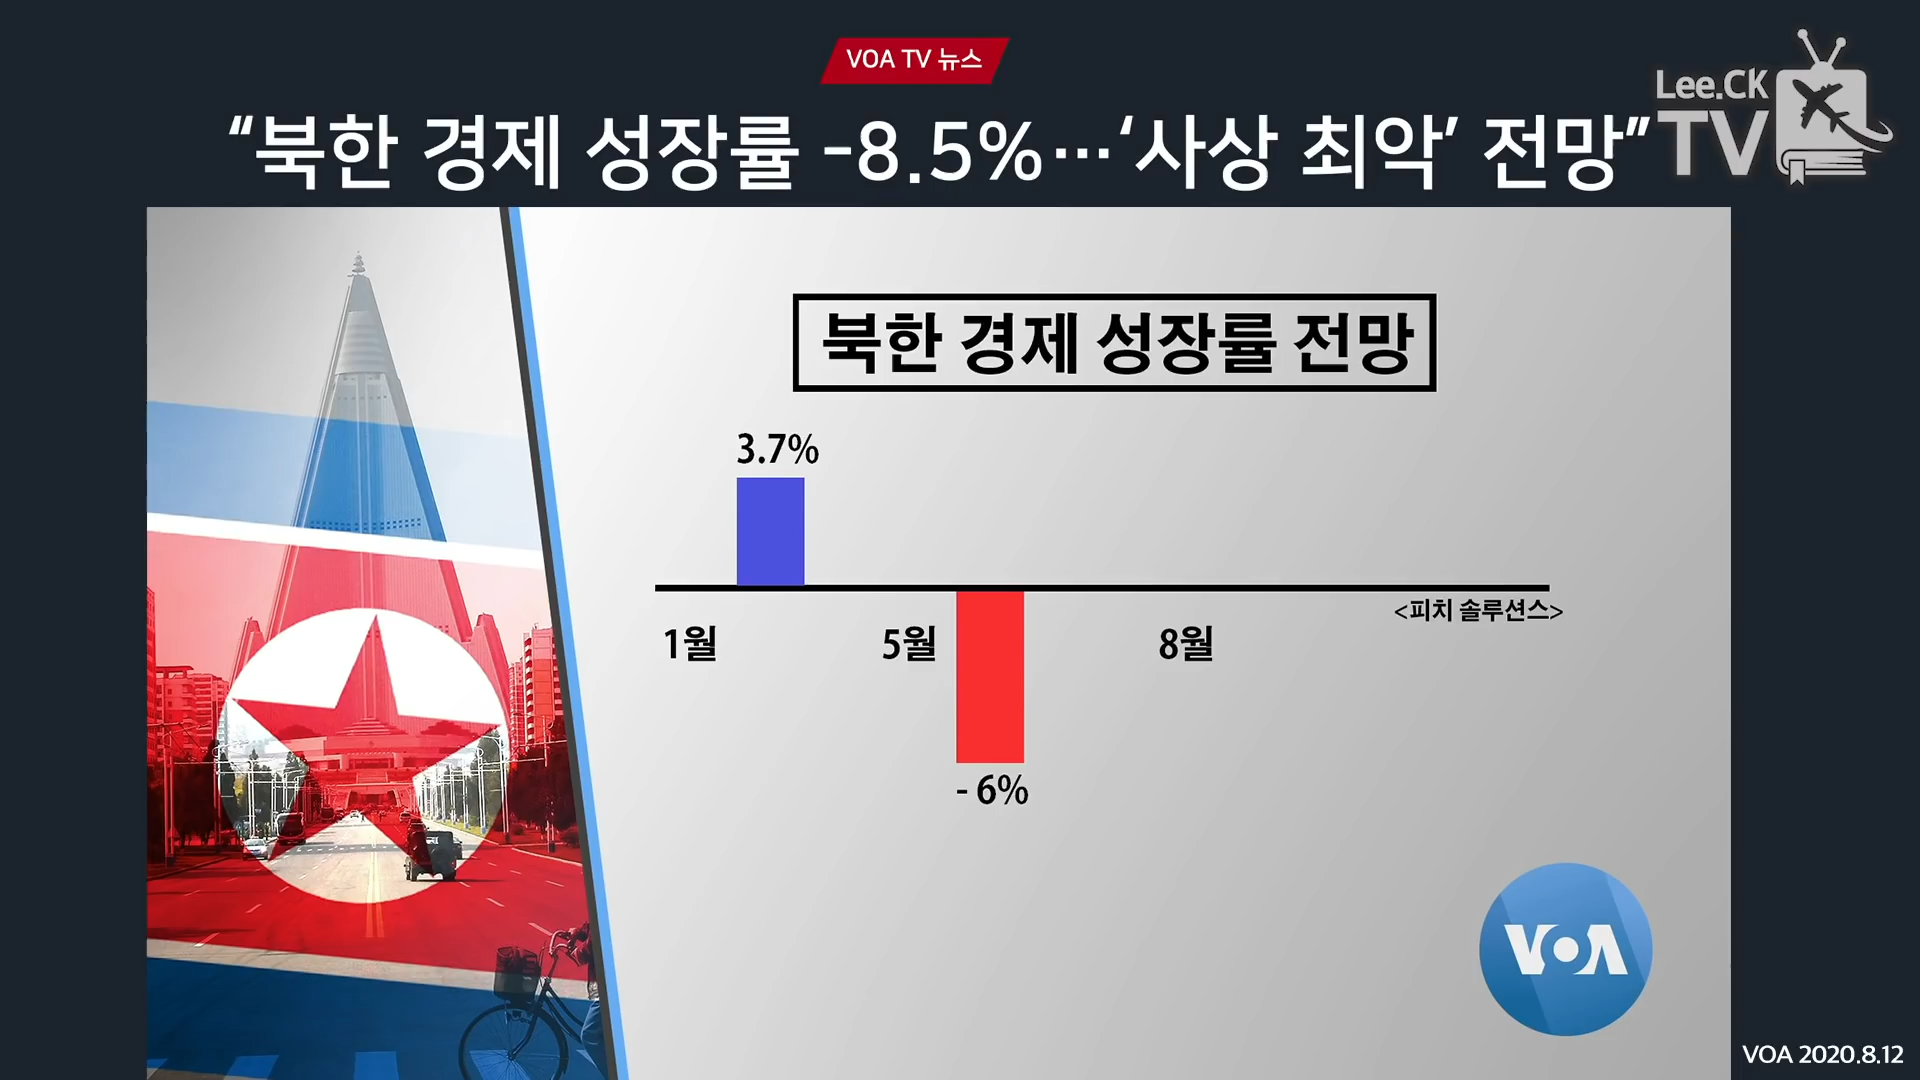 VOA TV 뉴스
Lee.CK
TV
“북한 경제 성장률 -8.5%…‘사상 최악’ 전망”
북한 경제 성장률 전망
3.7%
<피치 솔루션스>
1월 5월 8월
- 6%
VOA
VOA 2020.8.12